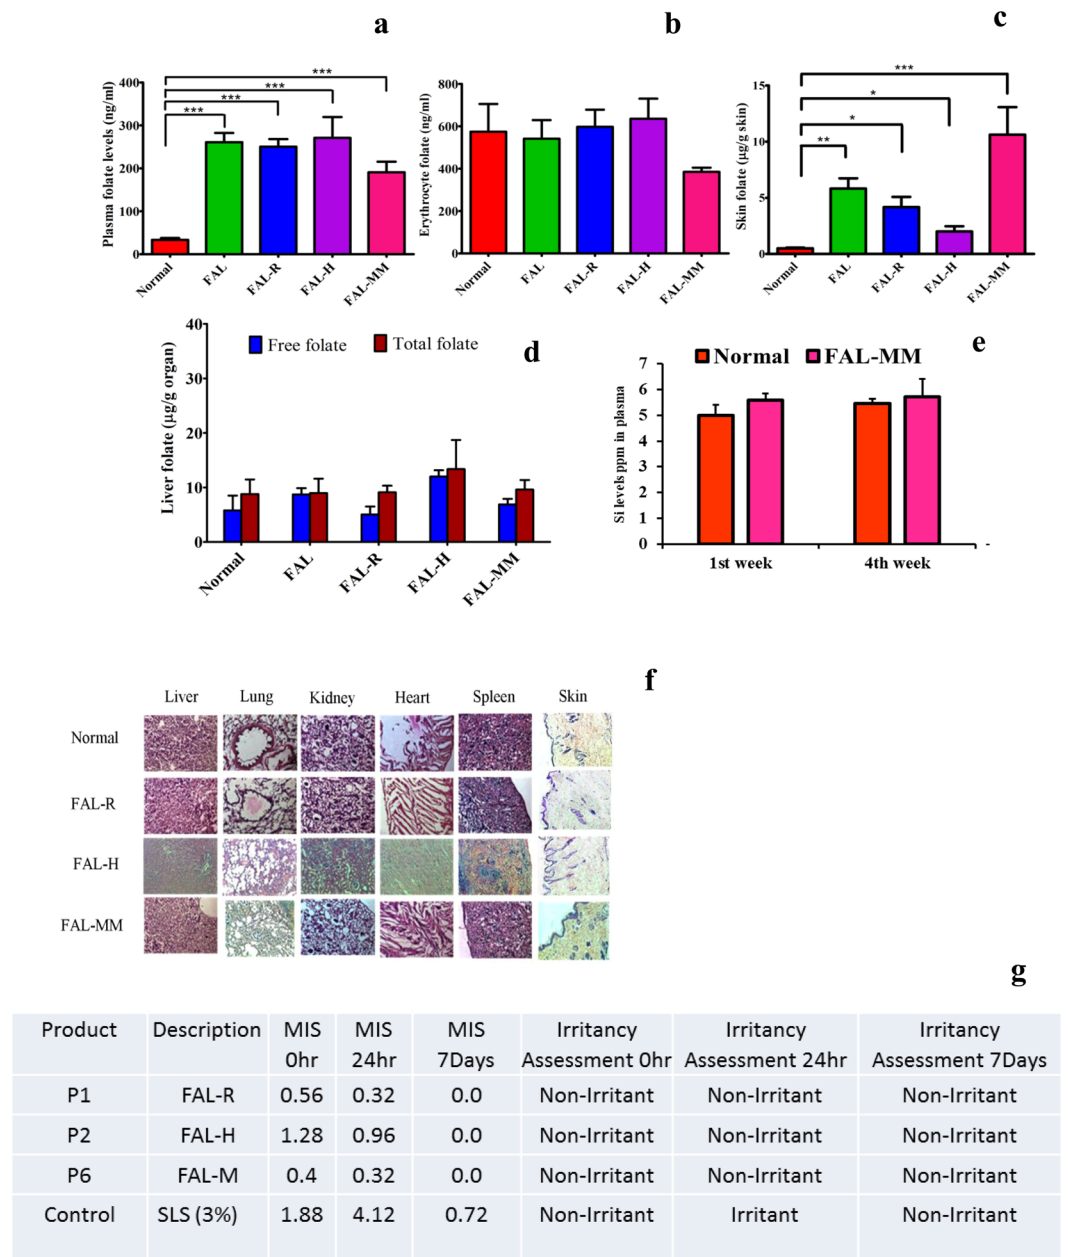 a
b
c
Plasma folate levels (ng/ml)
400
300
200
100
0
***
***
***
***
Normal
FAL
FAL-R
FAL-H
FAL-MM
Erythrocyte folate (ng/ml)
800
600
400
200
0
Normal
FAL
FAL-R
FAL-H
FAL-MM
Skin folate (µg/g skin)
15
10
5
0
***
*
*
**
Normal
FAL
FAL-R
FAL-H
FAL-MM
d
Liver folate (µg/g organ)
40
30
20
10
0
Free folate
Total folate
Normal
FAL
FAL-R
FAL-H
FAL-MM
e
Si levels ppm in plasma
7
6
5
4
3
2
1
0
Normal
FAL-MM
1st week
4th week
f
Liver Lung Kidney Heart Spleen Skin
Normal
FAL-R
FAL-H
FAL-MM
g
Product Description MIS 0hr MIS 24hr MIS 7Days Irritancy Assessment 0hr Irritancy Assessment 24hr Irritancy Assessment 7Days
P1 FAL-R 0.56 0.32 0.0 Non-Irritant Non-Irritant Non-Irritant
P2 FAL-H 1.28 0.96 0.0 Non-Irritant Non-Irritant Non-Irritant
P6 FAL-M 0.4 0.32 0.0 Non-Irritant Non-Irritant Non-Irritant
Control SLS (3%) 1.88 4.12 0.72 Non-Irritant Irritant Non-Irritant